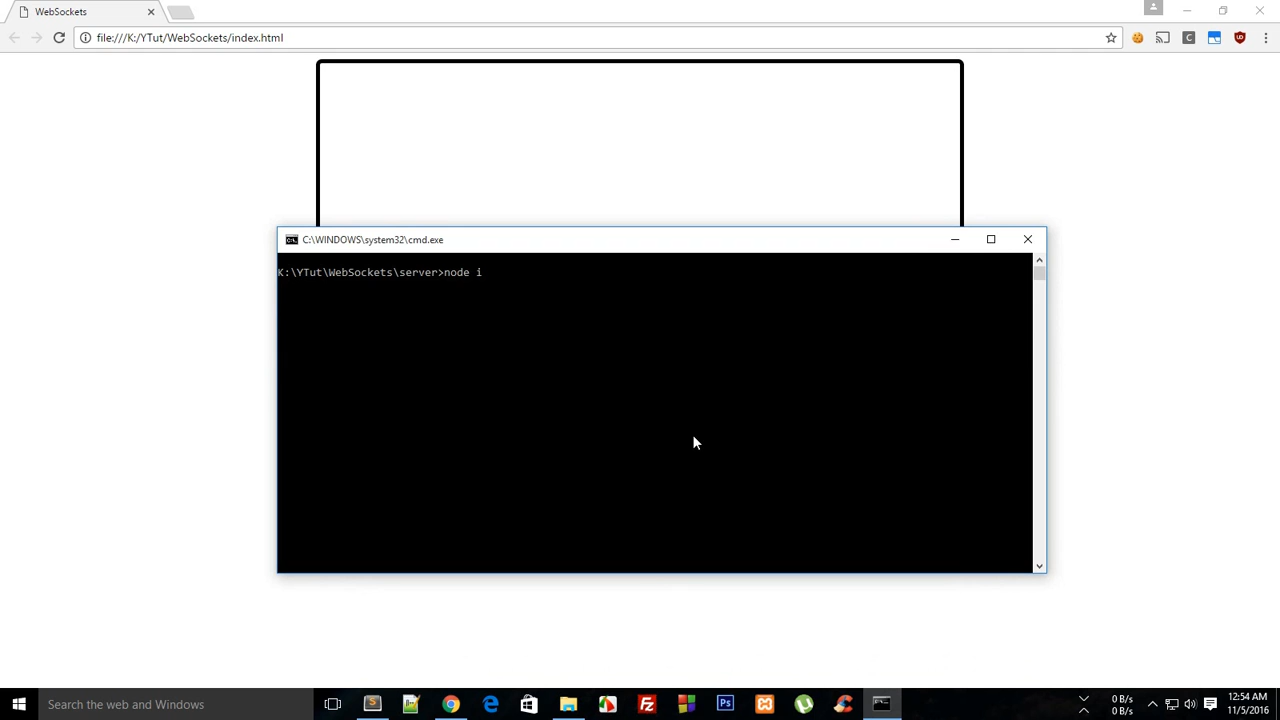 WebSockets
file:///K:/YTut/WebSockets/index.html
C:\WINDOWS\system32\cmd.exe
K:\YTut\WebSockets\server>node i
Search the web and Windows
0 B/s
0 B/s
12:54 AM
11/5/2016